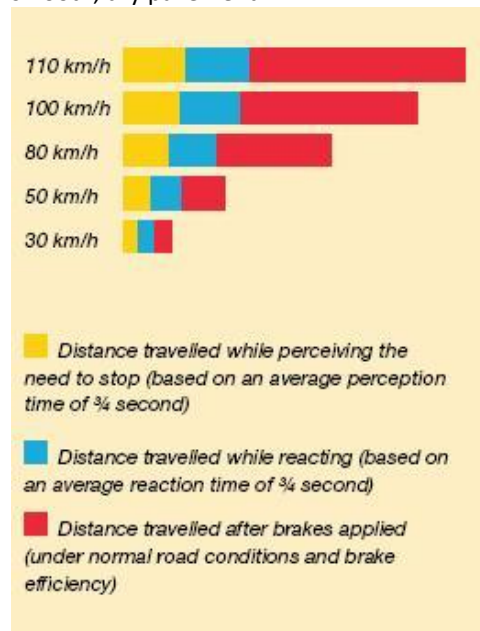 110 km/h
100 km/h
80 km/h
50 km/h
30 km/h
Distance travelled while perceiving the
need to stop (based on an average perception
time of ¾ second)
Distance travelled while reacting (based on
an average reaction time of ¾ second)
Distance travelled after brakes applied
(under normal road conditions and brake
efficiency)